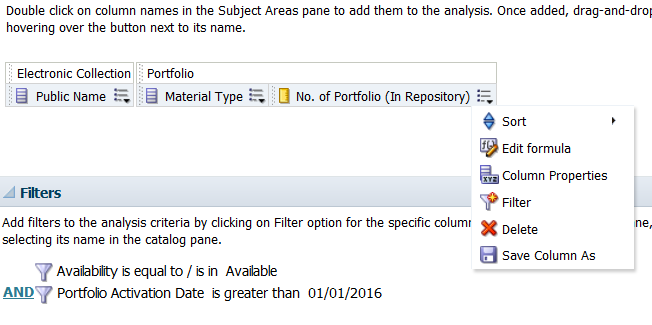 Double click on column names in the Subject Areas pane to add them to the analysis. Once added, drag-and-drop
hovering over the button next to its name.
Electronic Collection Portfolio
Public Name Material Type No. of Portfolio (In Repository)
Sort
Edit formula
Column Properties
Filter
Delete
Save Column As
Filters
Add filters to the analysis criteria by clicking on Filter option for the specific colum ne,
selecting its name in the catalog pane.
Availability is equal to / is in Available
AND Portfolio Activation Date is greater than 01/01/2016